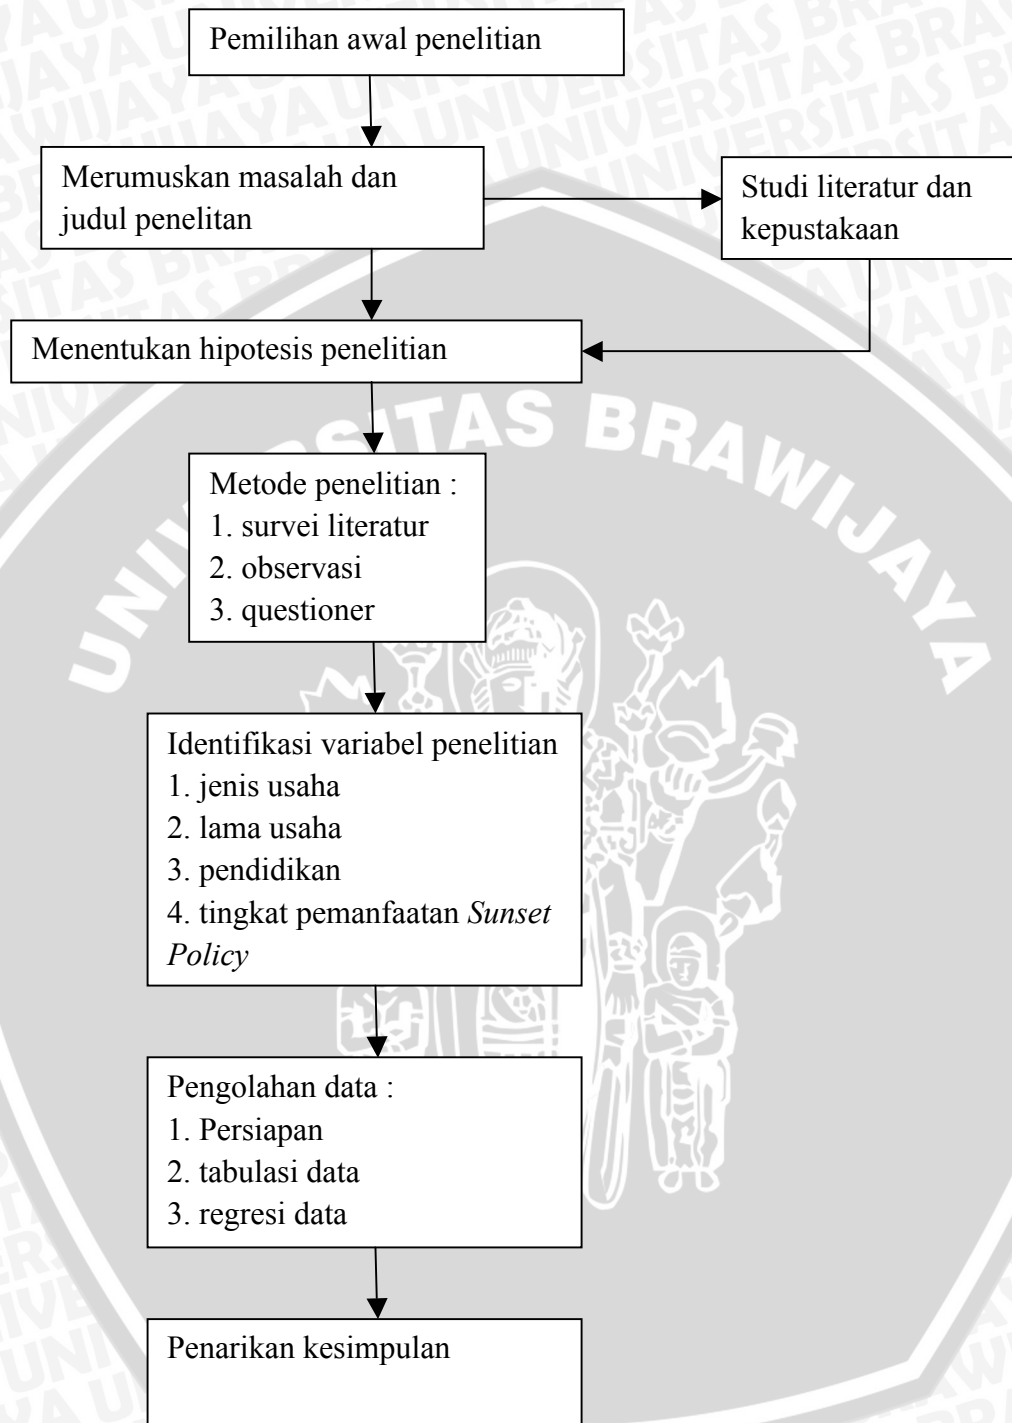 Pemilihan awal penelitian
Merumuskan masalah dan
judul penelitan
Studi literatur dan
kepustakaan
Menentukan hipotesis penelitian
UNIVERSITAS BRAWIJAYA
Metode penelitian :
1. survei literatur
2. observasi
3. questioner
Identifikasi variabel penelitian
1. jenis usaha
2. lama usaha
3. pendidikan
4. tingkat pemanfaatan Sunset
Policy
Pengolahan data :
1. Persiapan
2. tabulasi data
3. regresi data
Penarikan kesimpulan